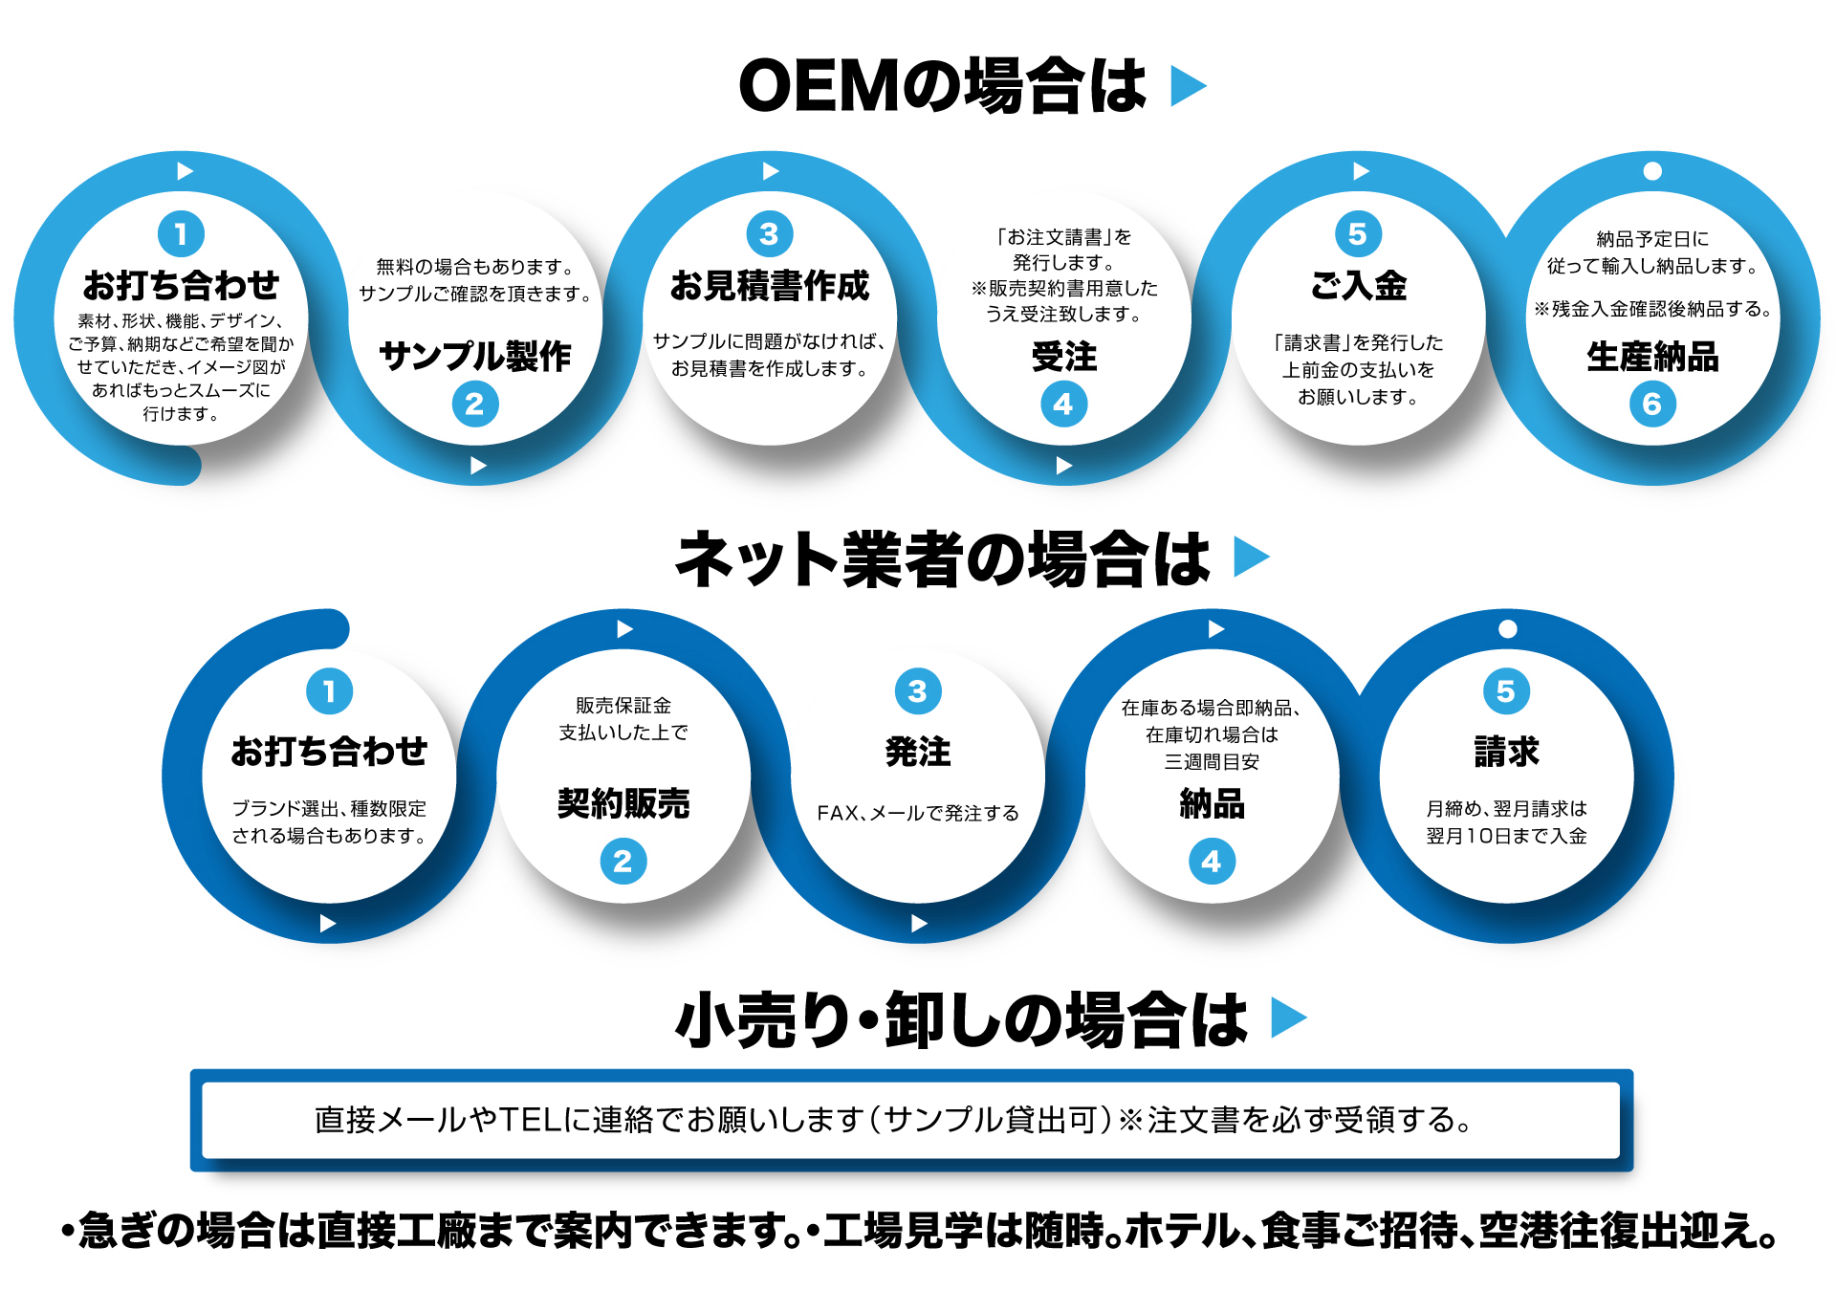 OEMの場合は
1
お打ち合わせ
素材、形状、機能、デザイン、
ご予算、納期などご希望を聞か
せていただき、イメージ図が
あればもっとスムーズに
行けます。
無料の場合もあります。
サンプルご確認を頂きます。
サンプル製作
2
3
お見積書作成
サンプルに問題がなければ、
お見積書を作成します。
「お注文請書」を
発行します。
※販売契約書用意した
うえ受注致します。
受注
4
5
ご入金
「請求書」を発行した
上前金の支払いを
お願いします。
納品予定日に
従って輸入し納品します。
※残金入金確認後納品する。
生産納品
6
ネット業者の場合は
1
お打ち合わせ
ブランド選出、種数限定
される場合もあります。
販売保証金
支払いした上で
契約販売
2
3
発注
FAX、メールで発注する
在庫ある場合即納品、
在庫切れ場合は
三週間目安
納品
4
5
請求
月締め、翌月請求は
翌月10日まで入金
小売り・卸しの場合は
直接メールやTELに連絡でお願いします（サンプル貸出可）※注文書を必ず受領する。
・急ぎの場合は直接工廠まで案内できます。・工場見学は随時。ホテル、食事ご招待、空港往復出迎え。